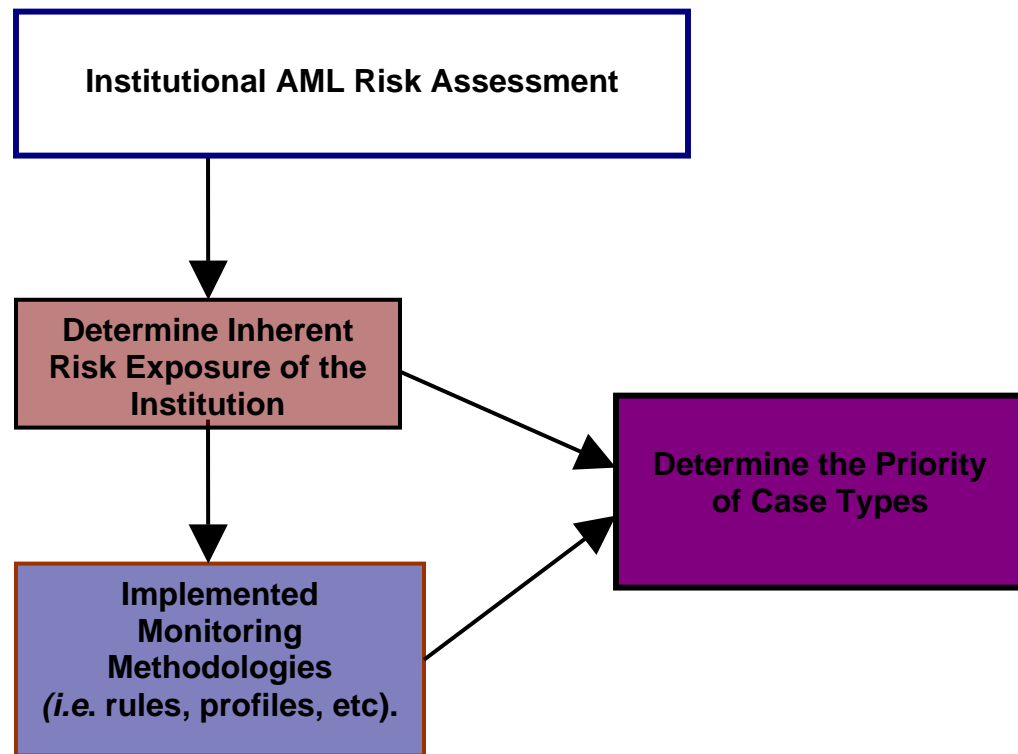 Institutional AML Risk Assessment
Determine Inherent
Risk Exposure of the
Institution
Determine the Priority
of Case Types
Implemented
Monitoring
Methodologies
(i.e. rules, profiles, etc).